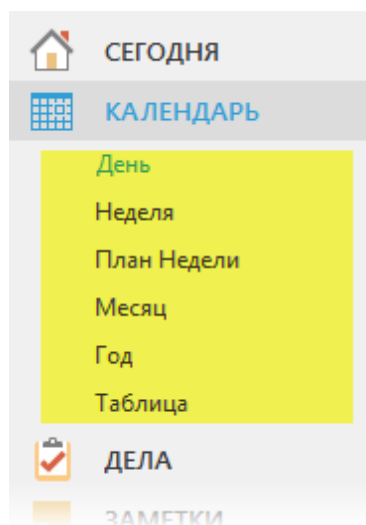 СЕГОДНЯ
КАЛЕНДАРЬ
День
Неделя
План Недели
Месяц
Год
Таблица
ДЕЛА
ЗАМЕТКИ